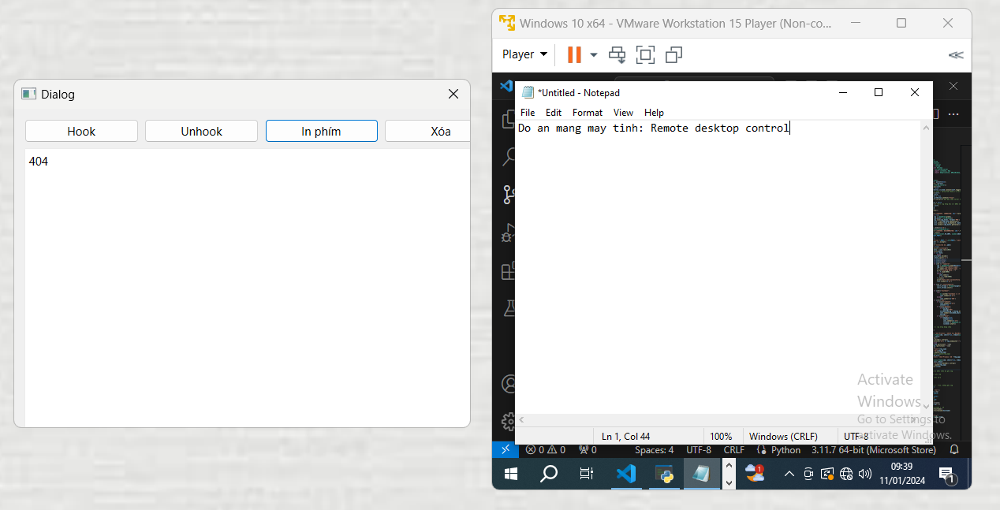 Dialog
Hook Unhook In phím Xóa
404
Windows 10 x64 - VMware Workstation 15 Player (Non-co...
Player
*Untitled - Notepad
File Edit Format View Help
Do an mang may tinh: Remote desktop control
Activate Windows
Go to Settings to activate Windows.
Ln 1, Col 44 100% Windows (CRLF) UTF-8
0 0 0 Spaces: 4 UTF-8 CRLF Python 3.11.7 64-bit (Microsoft Store)
1
09:39
11/01/2024
1